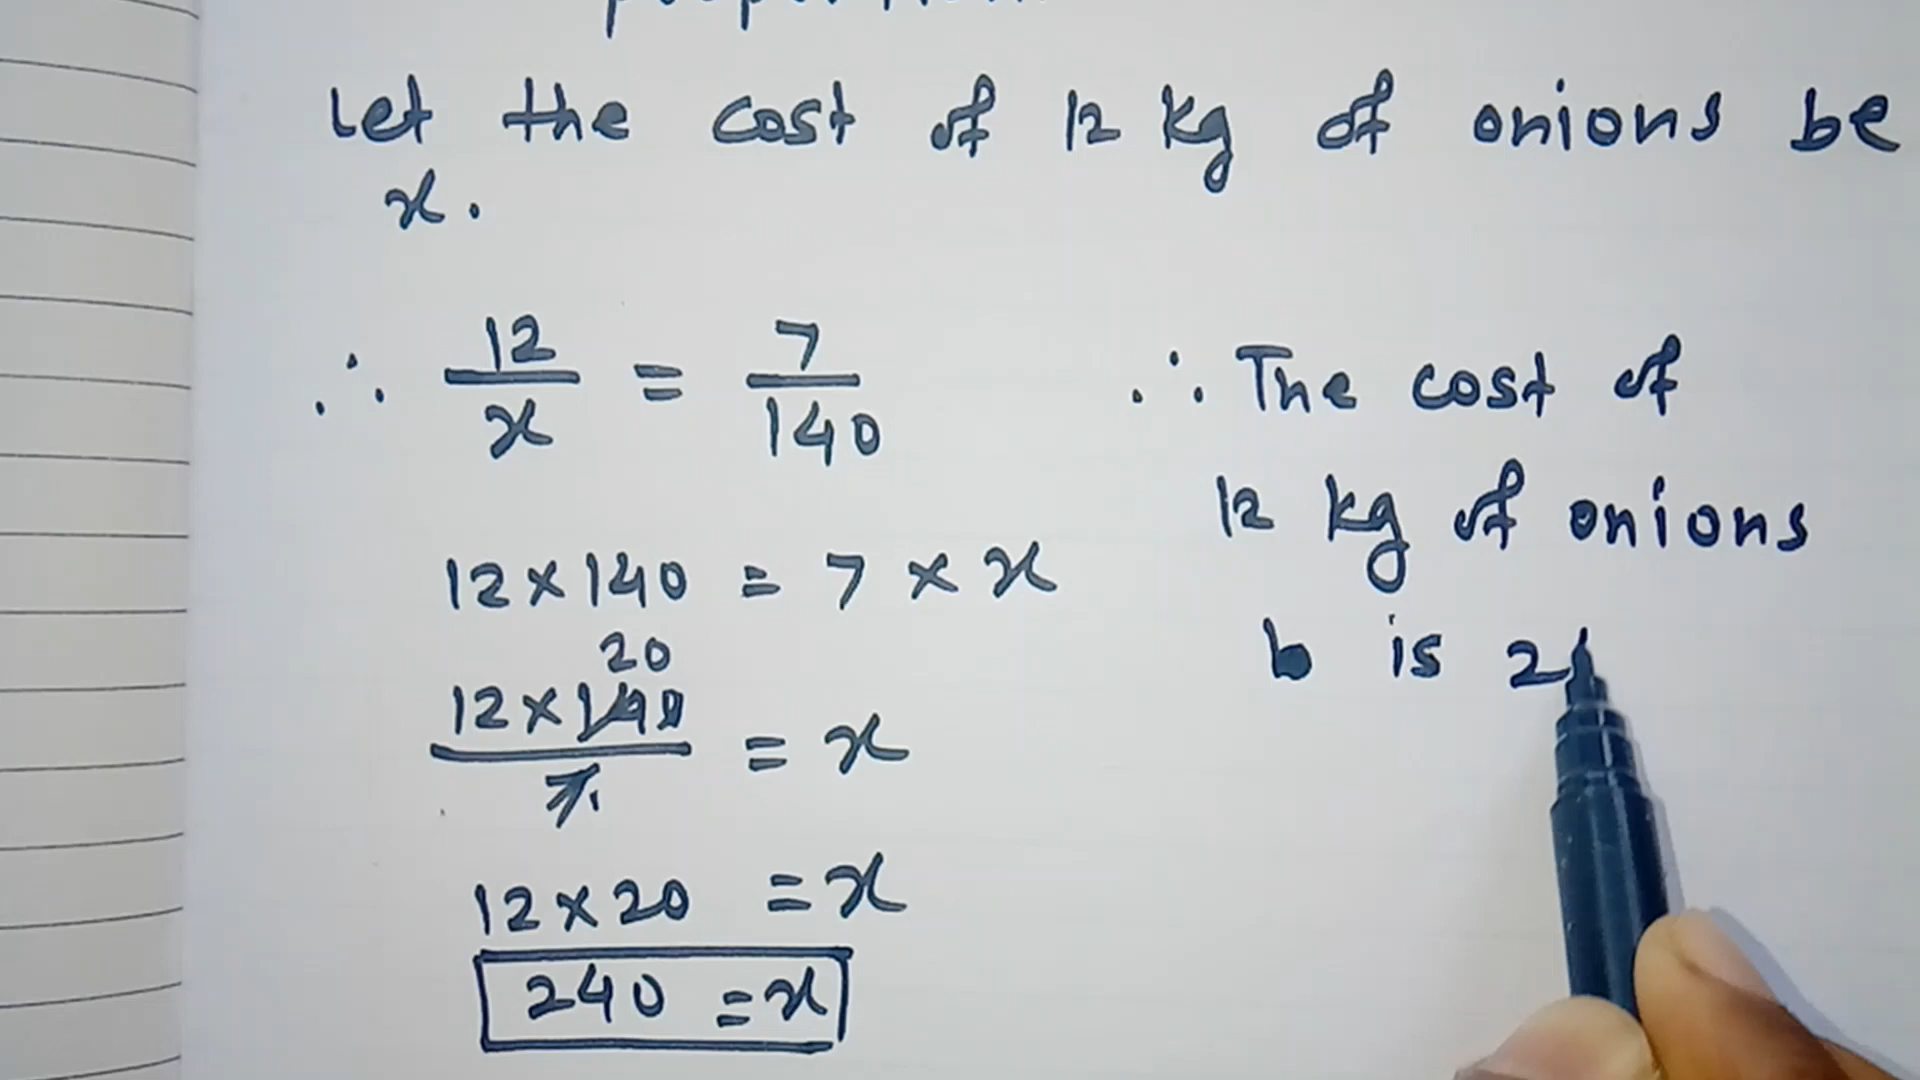 Let the cost of 12 kg of onions be
x.
∴ 12/x = 7/140
12 × 140 = 7 × x
20
12 × 140 / 7 = x
12 × 20 = x
240 = x
∴ The cost of
12 kg of onions
b is 24